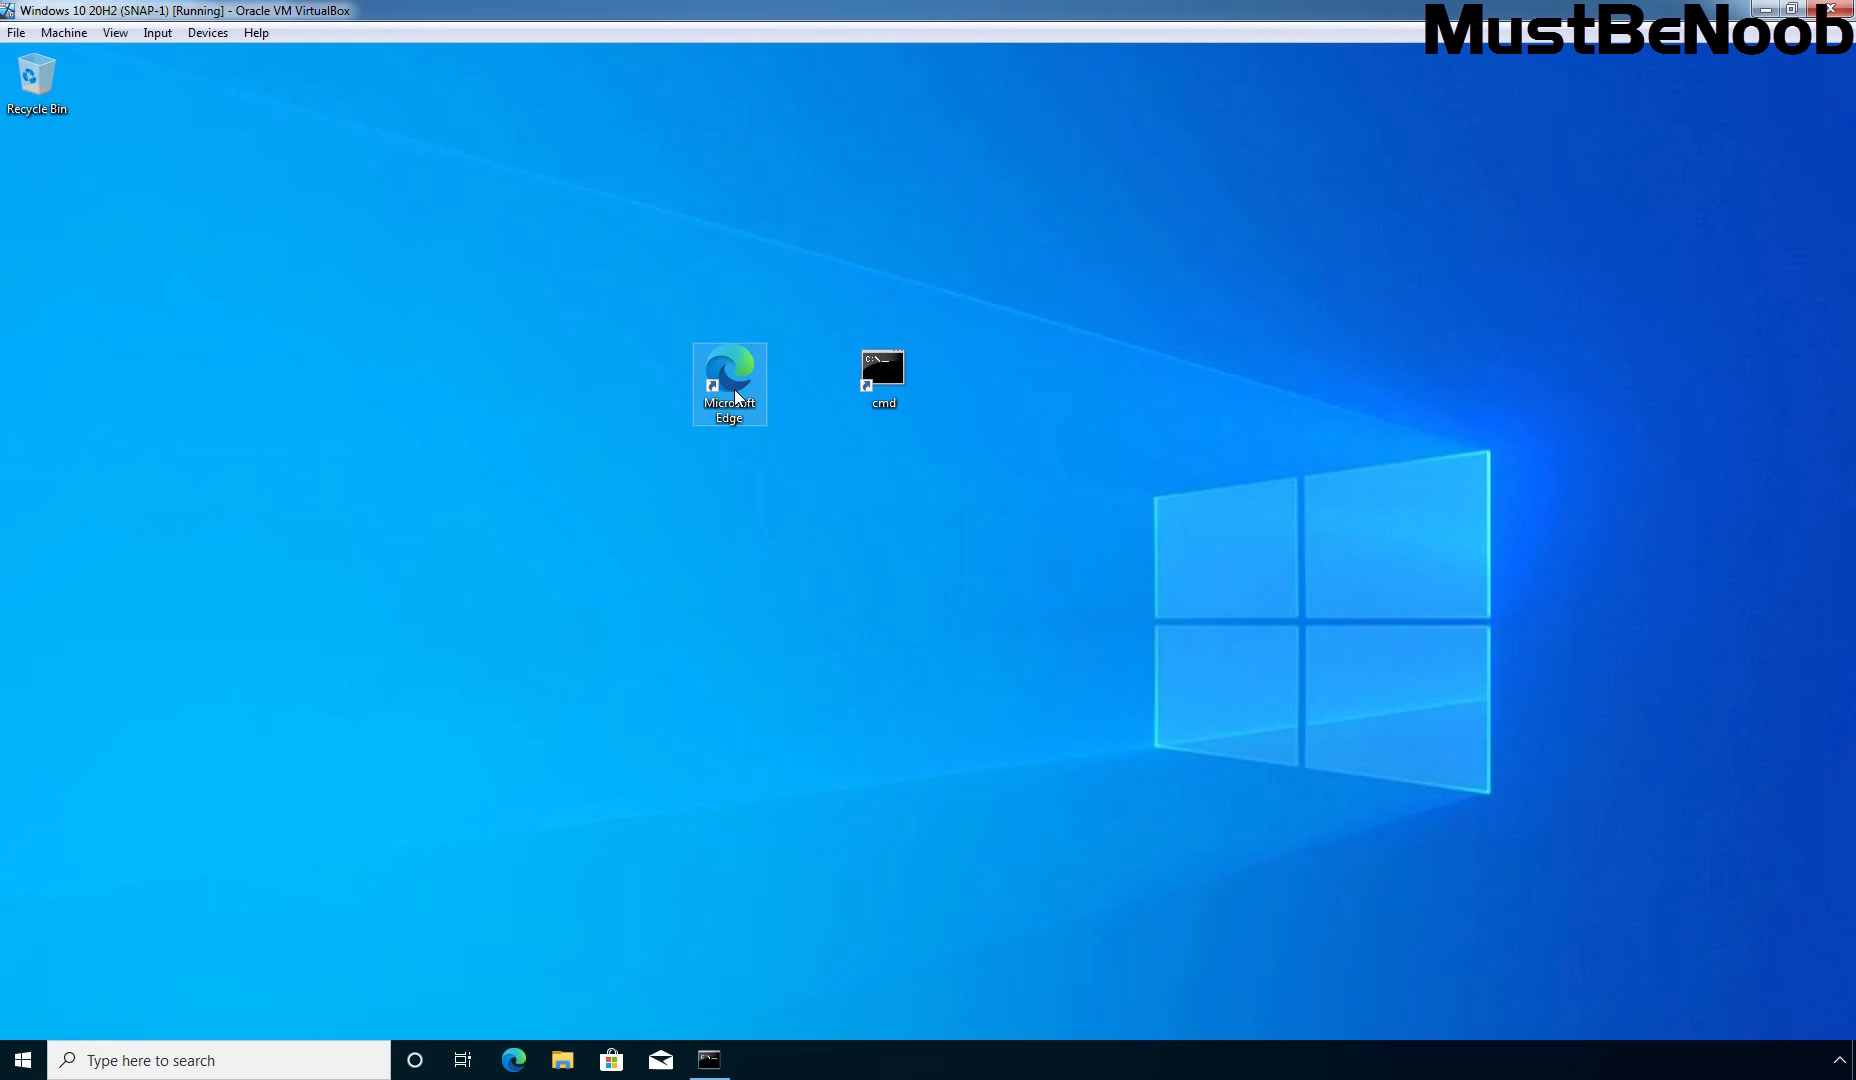 Windows 10 20H2 (SNAP-1) [Running] - Oracle VM VirtualBox
File Machine View Input Devices Help
MustBeNoob
Recycle Bin
C:\._
Microsoft
Edge
cmd
Type here to search